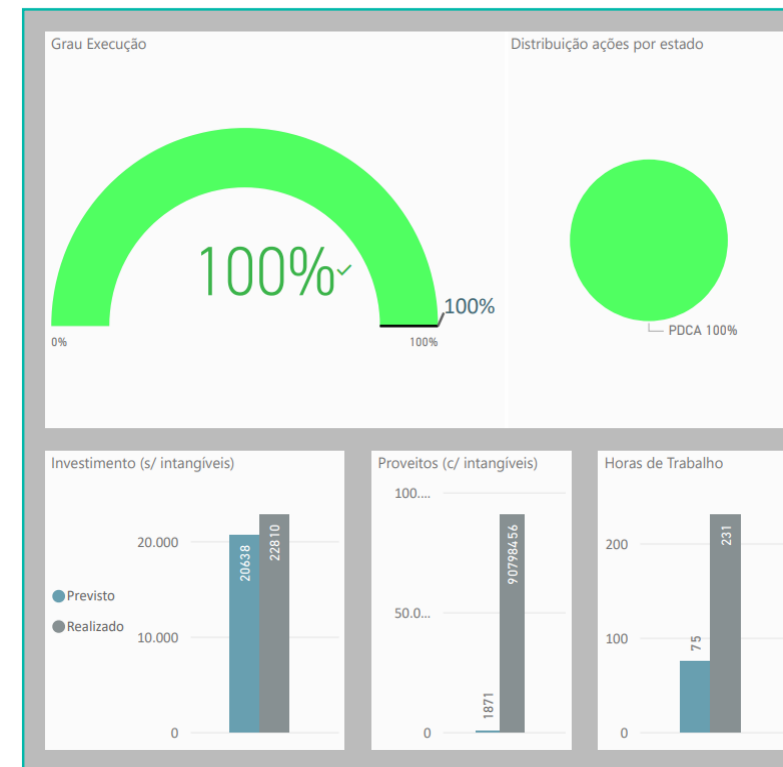 Grau Execução
100%
100%
0%
100%
Distribuição ações por estado
PDCA 100%
Investimento (s/ intangíveis)
20.000
10.000
0
Previsto
Realizado
20638
22810
Proveitos (c/ intangíveis)
100....
50.0...
0
1871
90798456
Horas de Trabalho
200
100
0
75
231